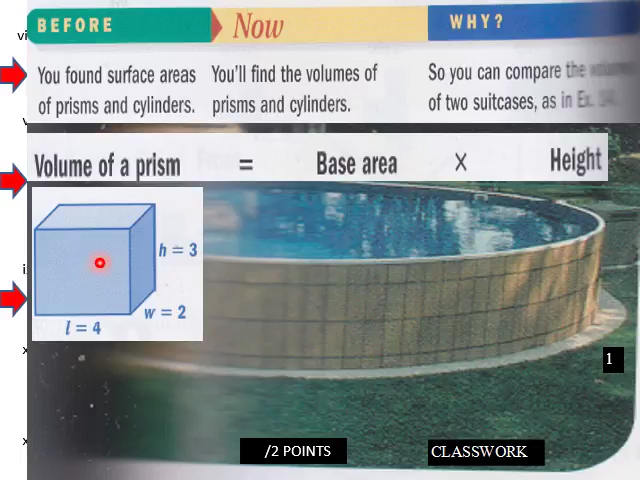 BEFORE
Now
WHY?
You found surface areas
of prisms and cylinders.
You'll find the volumes of
prisms and cylinders.
So you can compare the
of two suitcases, as in Ex.
Volume of a prism = Base area × Height
h = 3
w = 2
l = 4
1
/2 POINTS
CLASSWORK